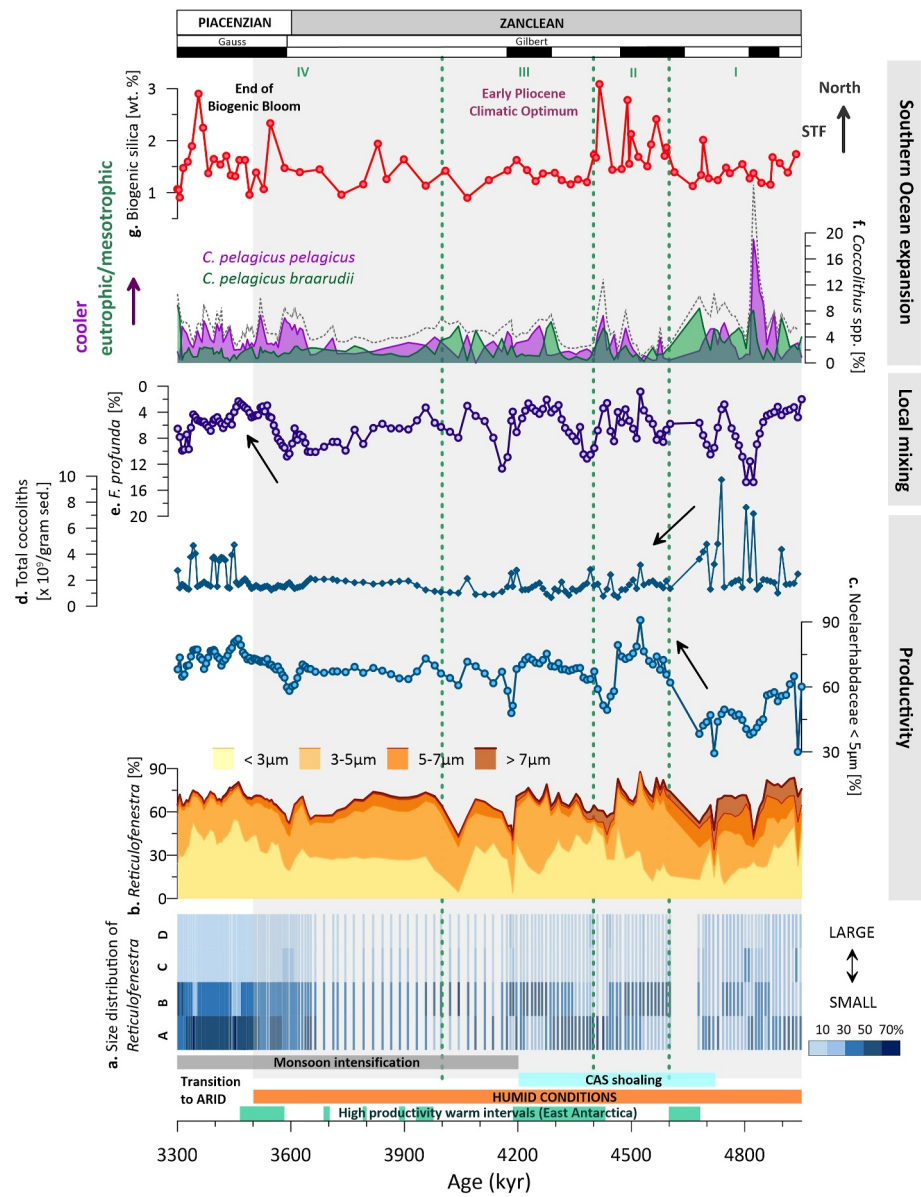 PIACENZIAN ZANCLEAN
Gauss Gilbert
IV III II I
g. Biogenic silica [wt. %]
3
2
1
End of
Biogenic Bloom
Early Pliocene
Climatic Optimum
North
STF
Southern Ocean expansion
cooler
eutrophic/mesotrophic
C. pelagicus pelagicus
C. pelagicus braarudii
f. Coccolithus spp. [%]
20
16
12
8
4
0
e. F. profunda [%]
0
4
8
12
16
20
Local mixing
d. Total coccoliths
[x 10⁹/gram sed.]
10
8
6
4
2
0
c. Noelaerhabdaceae < 5µm [%]
90
60
30
Productivity
< 3µm 3-5µm 5-7µm > 7µm
b. Reticulofenestra [%]
90
60
30
0
a. Size distribution of
Reticulofenestra
D
C
B
A
LARGE
SMALL
10 30 50 70%
Monsoon intensification
CAS shoaling
Transition
to ARID
HUMID CONDITIONS
High productivity warm intervals (East Antarctica)
3300 3600 3900 4200 4500 4800
Age (kyr)